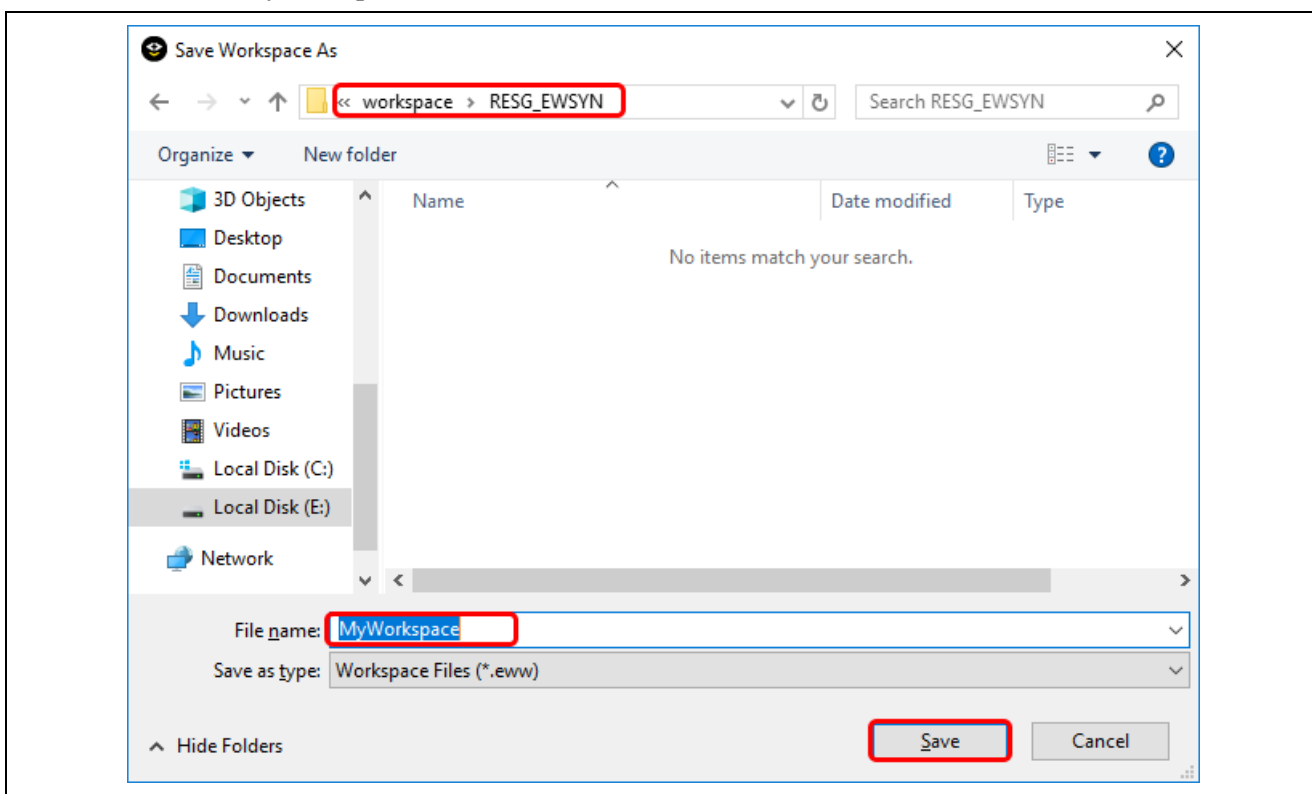 Save Workspace As
« workspace > RESG_EWSYN
Search RESG_EWSYN
Organize
New folder
3D Objects
Name
Date modified
Type
Desktop
No items match your search.
Documents
Downloads
Music
Pictures
Videos
Local Disk (C:)
Local Disk (E:)
Network
File name: MyWorkspace
Save as type: Workspace Files (*.eww)
Hide Folders
Save
Cancel